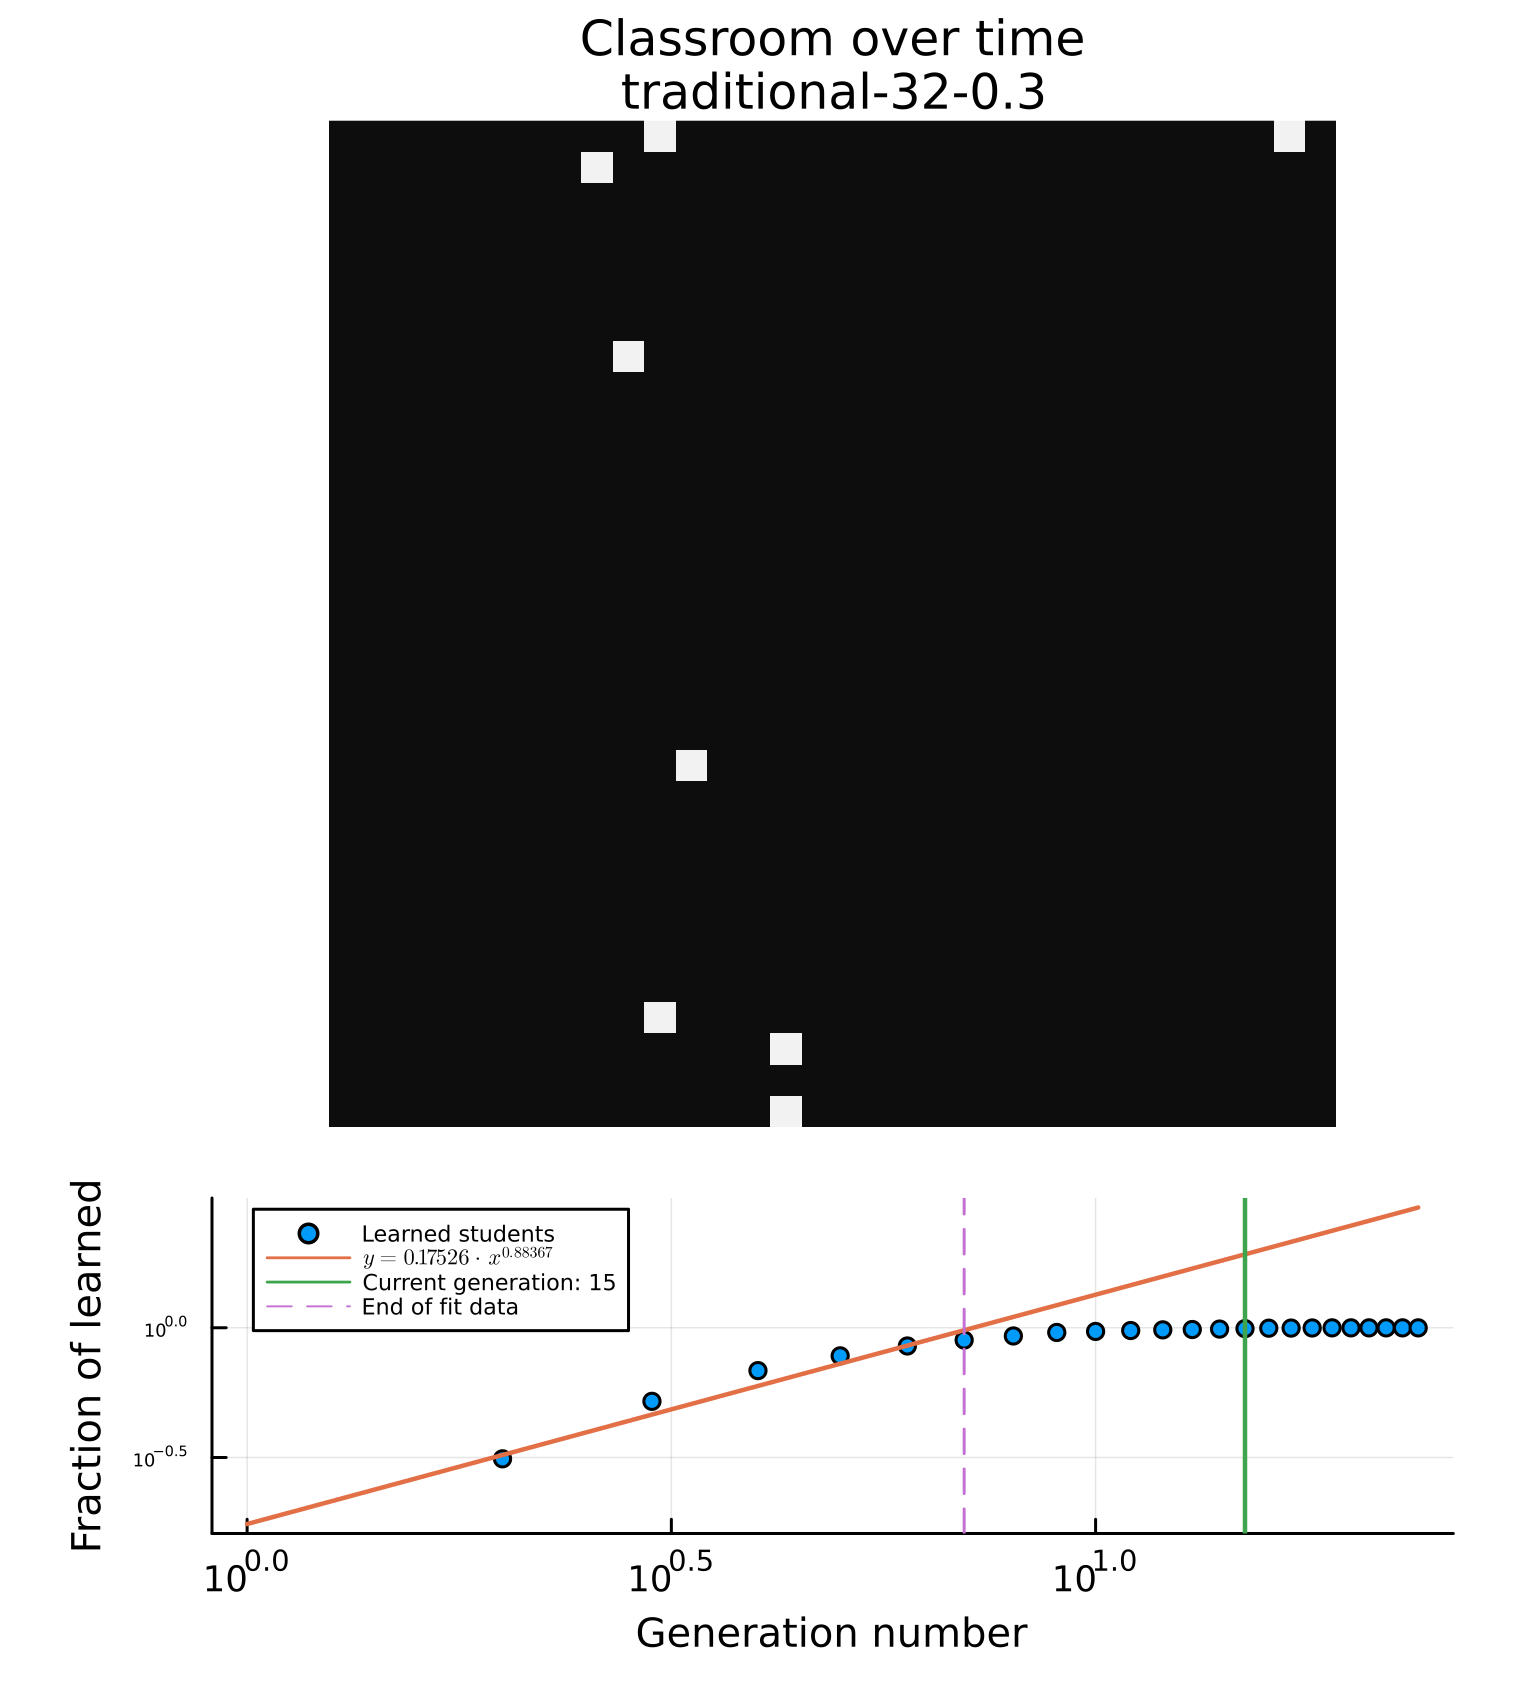 Classroom over time
traditional-32-0.3
Fraction of learned
Learned students
y = 0.17526 · x^0.88367
Current generation: 15
End of fit data
10^0.0
10^−0.5
10^0.0 10^0.5 10^1.0
Generation number